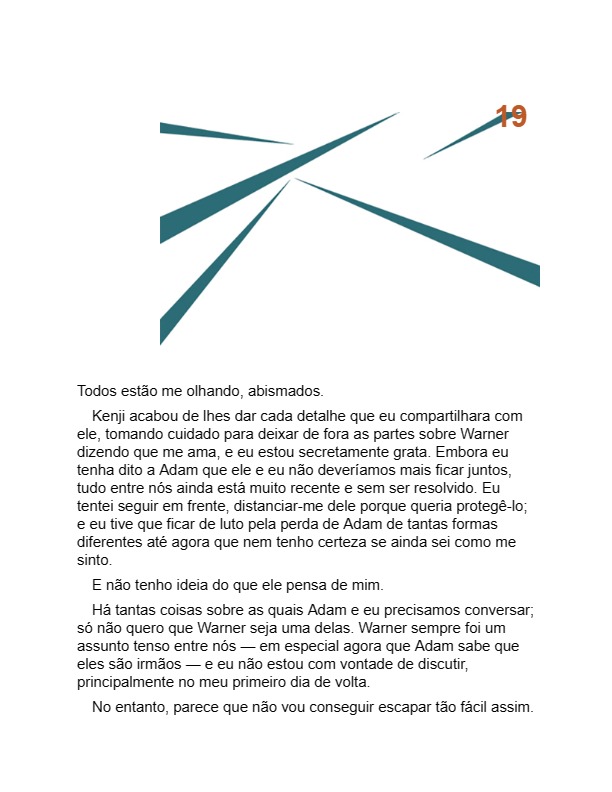 19
Todos estão me olhando, abismados.
Kenji acabou de lhes dar cada detalhe que eu compartilhara com
ele, tomando cuidado para deixar de fora as partes sobre Warner
dizendo que me ama, e eu estou secretamente grata. Embora eu
tenha dito a Adam que ele e eu não deveríamos mais ficar juntos,
tudo entre nós ainda está muito recente e sem ser resolvido. Eu
tentei seguir em frente, distanciar-me dele porque queria protegê-lo;
e eu tive que ficar de luto pela perda de Adam de tantas formas
diferentes até agora que nem tenho certeza se ainda sei como me
sinto.
E não tenho ideia do que ele pensa de mim.
Há tantas coisas sobre as quais Adam e eu precisamos conversar;
só não quero que Warner seja uma delas. Warner sempre foi um
assunto tenso entre nós — em especial agora que Adam sabe que
eles são irmãos — e eu não estou com vontade de discutir,
principalmente no meu primeiro dia de volta.
No entanto, parece que não vou conseguir escapar tão fácil assim.